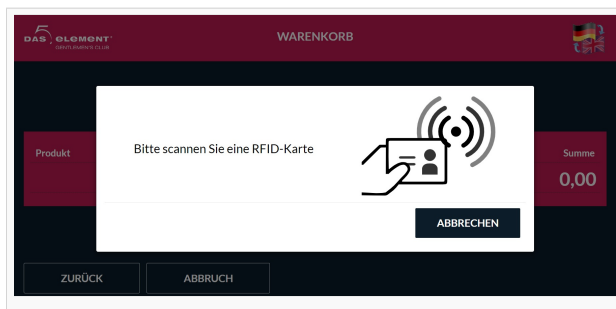 5
DAS ELEMENT
GENTLEMEN'S CLUB
WARENKORB
Bitte scannen Sie eine RFID-Karte
Produkt
Summe
0,00
ABBRECHEN
ZURÜCK
ABBRUCH